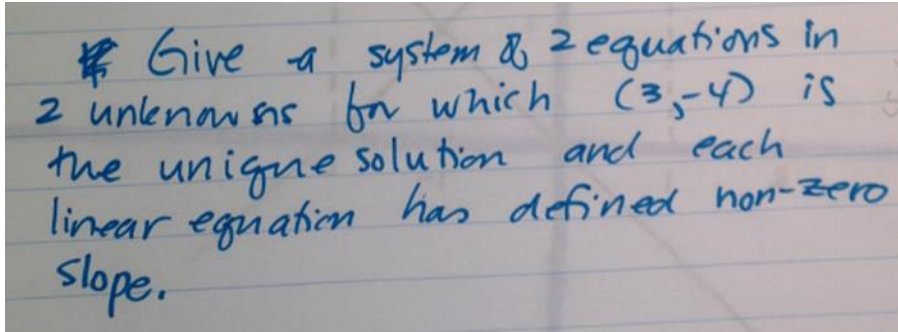 Give a system of 2 equations in
2 unknowns for which (3,-4) is
the unique solution and each
linear equation has defined non-zero
slope.